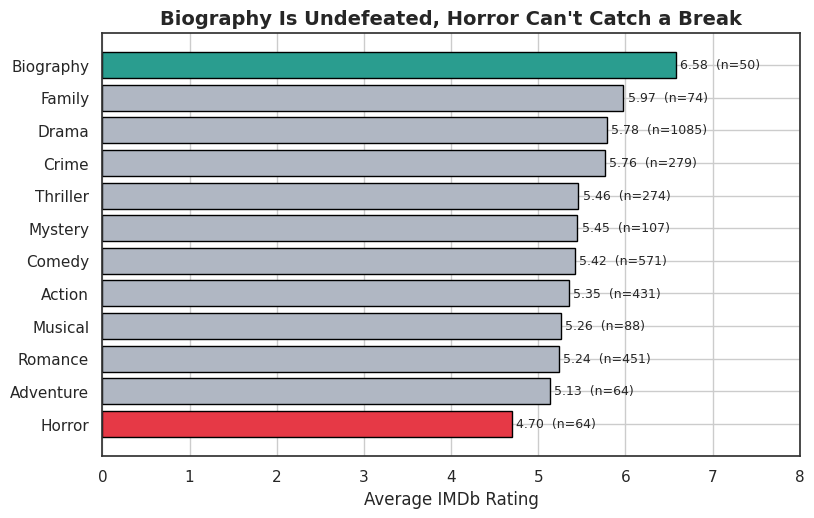 Biography Is Undefeated, Horror Can't Catch a Break
Biography 6.58 (n=50)
Family 5.97 (n=74)
Drama 5.78 (n=1085)
Crime 5.76 (n=279)
Thriller 5.46 (n=274)
Mystery 5.45 (n=107)
Comedy 5.42 (n=571)
Action 5.35 (n=431)
Musical 5.26 (n=88)
Romance 5.24 (n=451)
Adventure 5.13 (n=64)
Horror 4.70 (n=64)
0 1 2 3 4 5 6 7 8
Average IMDb Rating